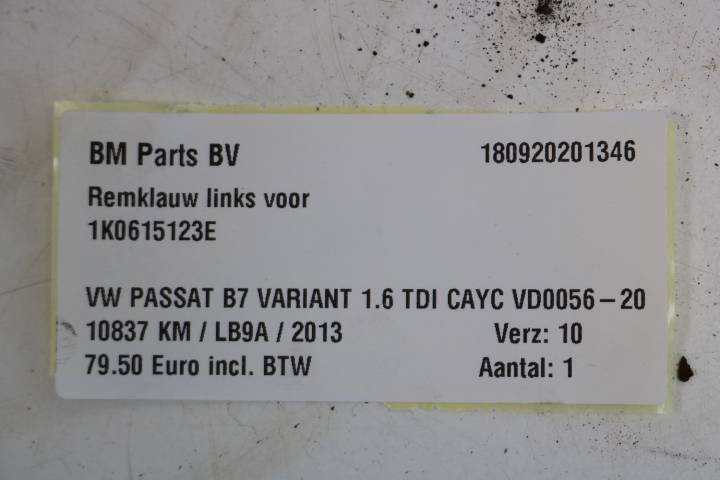 BM Parts BV 180920201346
Remklauw links voor
1K0615123E
VW PASSAT B7 VARIANT 1.6 TDI CAYC VD0056-20
10837 KM / LB9A / 2013 Verz: 10
79.50 Euro incl. BTW Aantal: 1